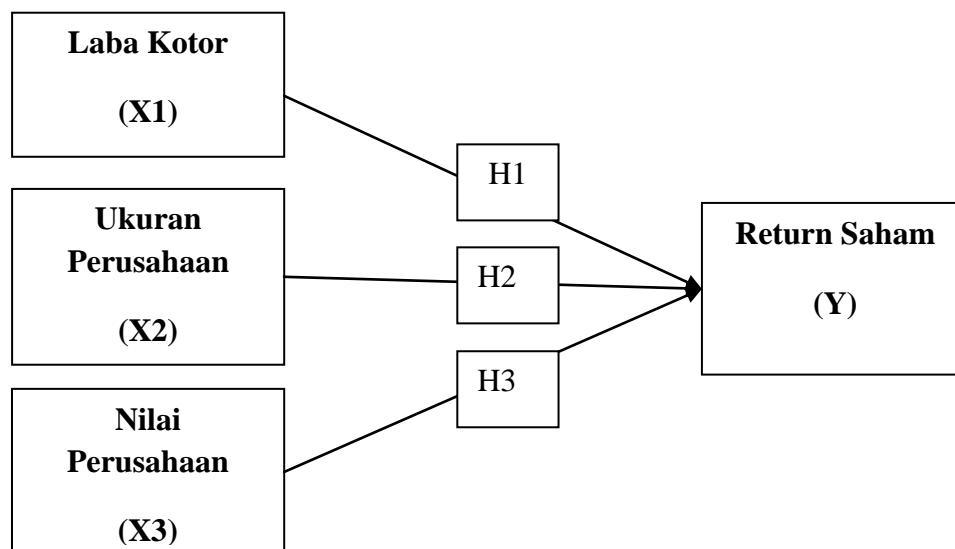 Laba Kotor
(X1)
H1
Ukuran
Perusahaan
(X2)
H2
Return Saham
(Y)
H3
Nilai
Perusahaan
(X3)